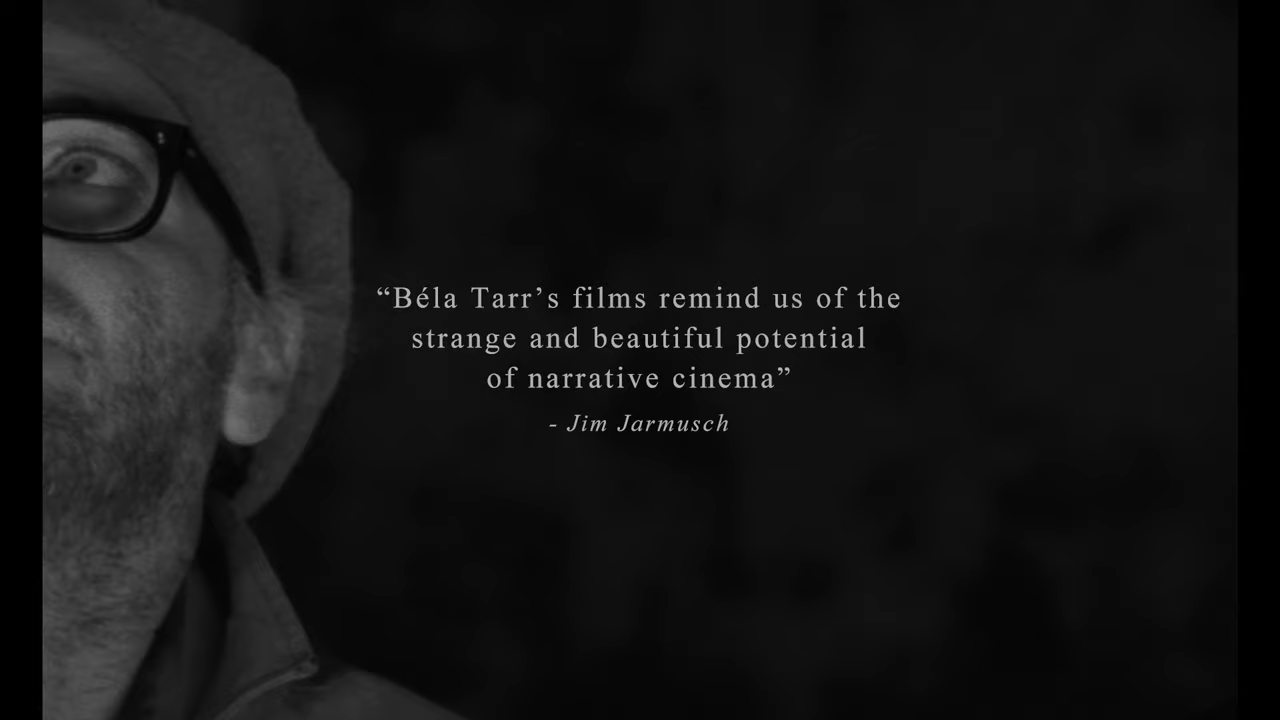 “Béla Tarr’s films remind us of the
strange and beautiful potential
of narrative cinema”
- Jim Jarmusch